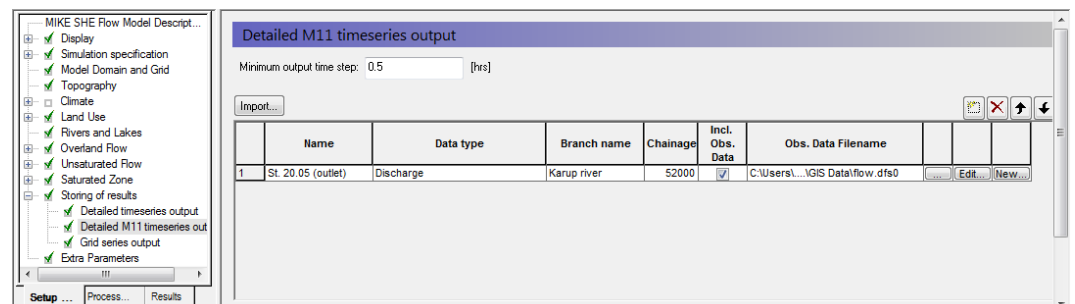 MIKE SHE Flow Model Descript...
Display
Simulation specification
Model Domain and Grid
Topography
Climate
Land Use
Rivers and Lakes
Overland Flow
Unsaturated Flow
Saturated Zone
Storing of results
Detailed timeseries output
Detailed M11 timeseries out
Grid series output
Extra Parameters
Setup ... Process... Results
Detailed M11 timeseries output
Minimum output time step: 0.5 [hrs]
Import...
Name Data type Branch name Chainage Incl. Obs. Data Obs. Data Filename
1 St. 20.05 (outlet) Discharge Karup river 52000 C:\Users\....\GIS Data\flow.dfs0 ... Edit... New...